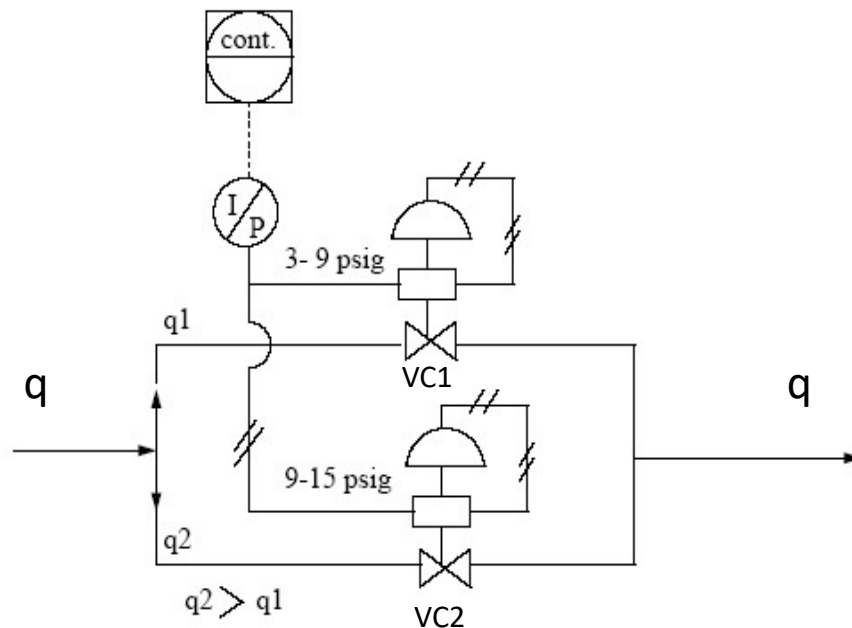 cont.
I
P
3- 9 psig
q1
VC1
q
q
9-15 psig
q2
q2 > q1
VC2